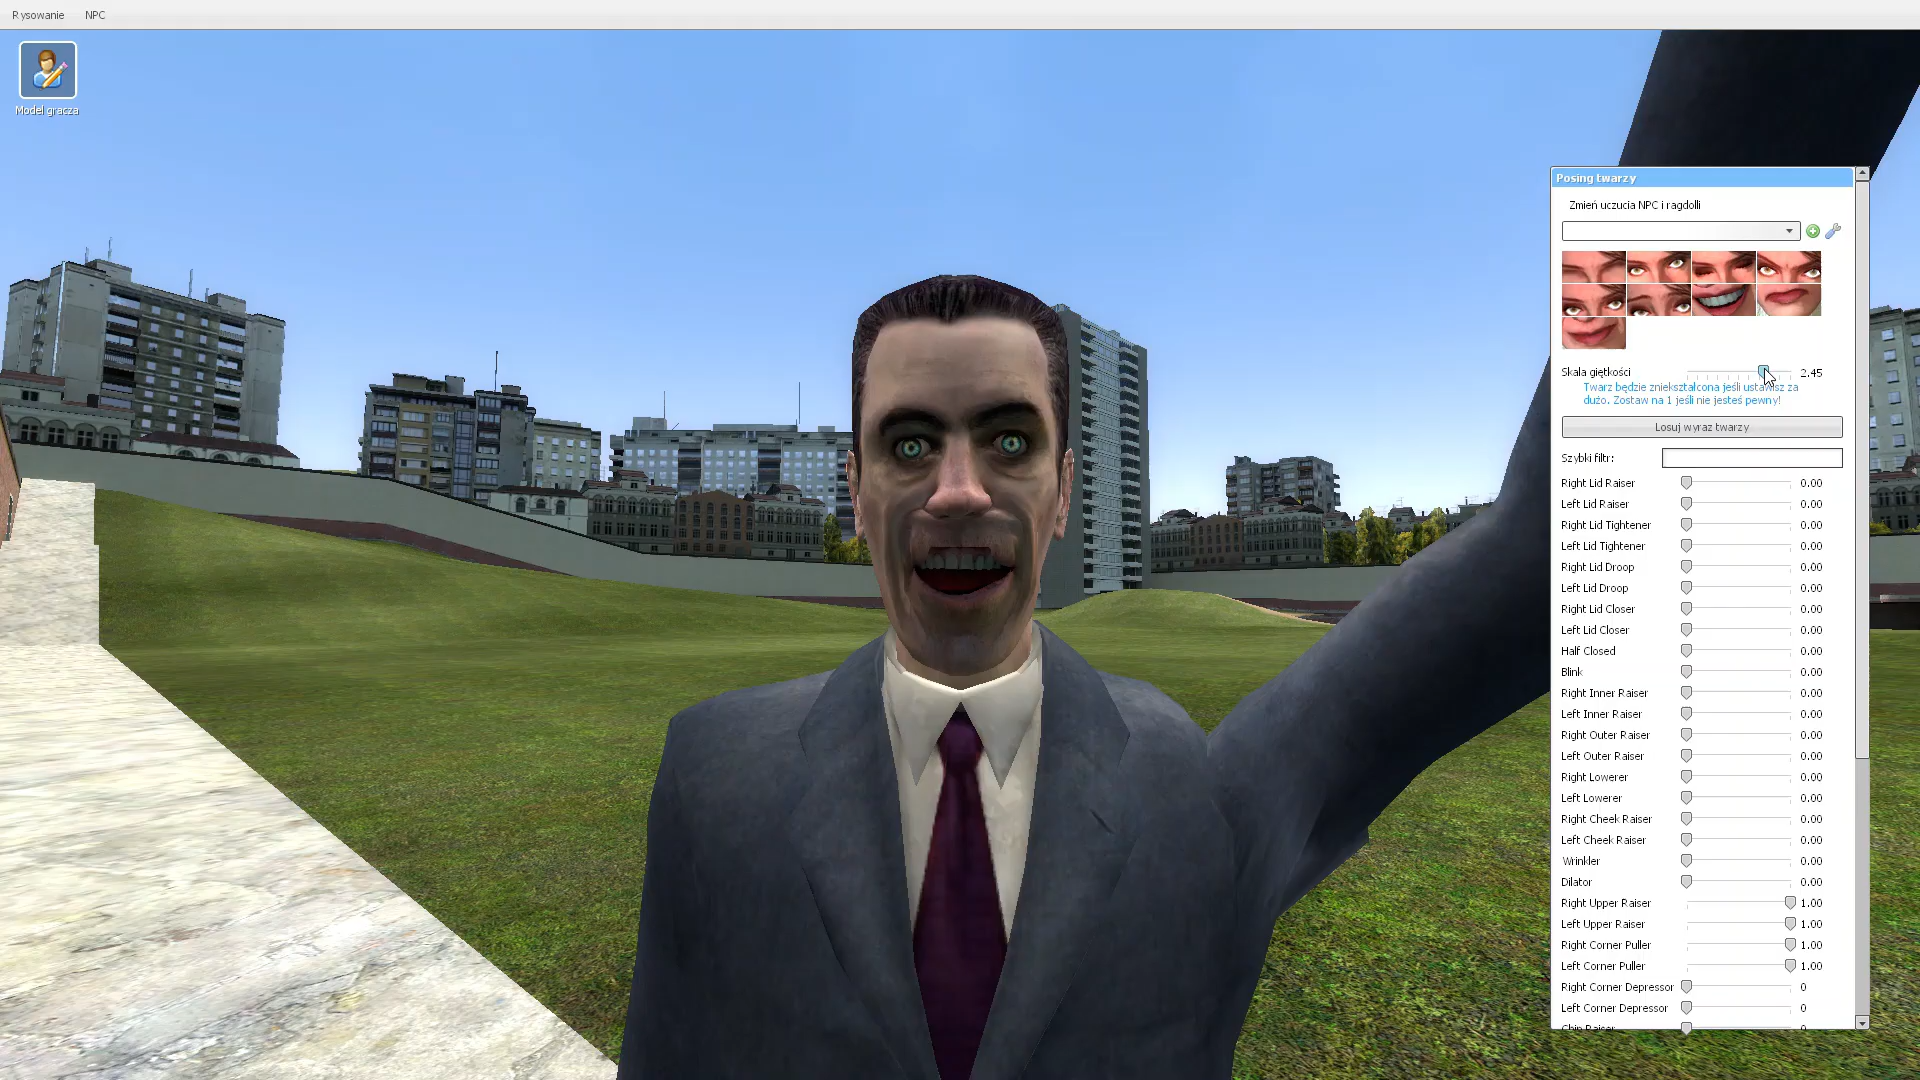 Rysowanie NPC
Model gracza
Posing twarzy
Zmień uczucia NPC i ragdolli
Skala giętkości 2.45
Twarz będzie zniekształcona jeśli ustawisz za
dużo. Zostaw na 1 jeśli nie jesteś pewny!
Losuj wyraz twarzy
Szybki filtr:
Right Lid Raiser 0.00
Left Lid Raiser 0.00
Right Lid Tightener 0.00
Left Lid Tightener 0.00
Right Lid Droop 0.00
Left Lid Droop 0.00
Right Lid Closer 0.00
Left Lid Closer 0.00
Half Closed 0.00
Blink 0.00
Right Inner Raiser 0.00
Left Inner Raiser 0.00
Right Outer Raiser 0.00
Left Outer Raiser 0.00
Right Lowerer 0.00
Left Lowerer 0.00
Right Cheek Raiser 0.00
Left Cheek Raiser 0.00
Wrinkler 0.00
Dilator 0.00
Right Upper Raiser 1.00
Left Upper Raiser 1.00
Right Corner Puller 1.00
Left Corner Puller 1.00
Right Corner Depressor 0
Left Corner Depressor 0
Chin Raiser 0